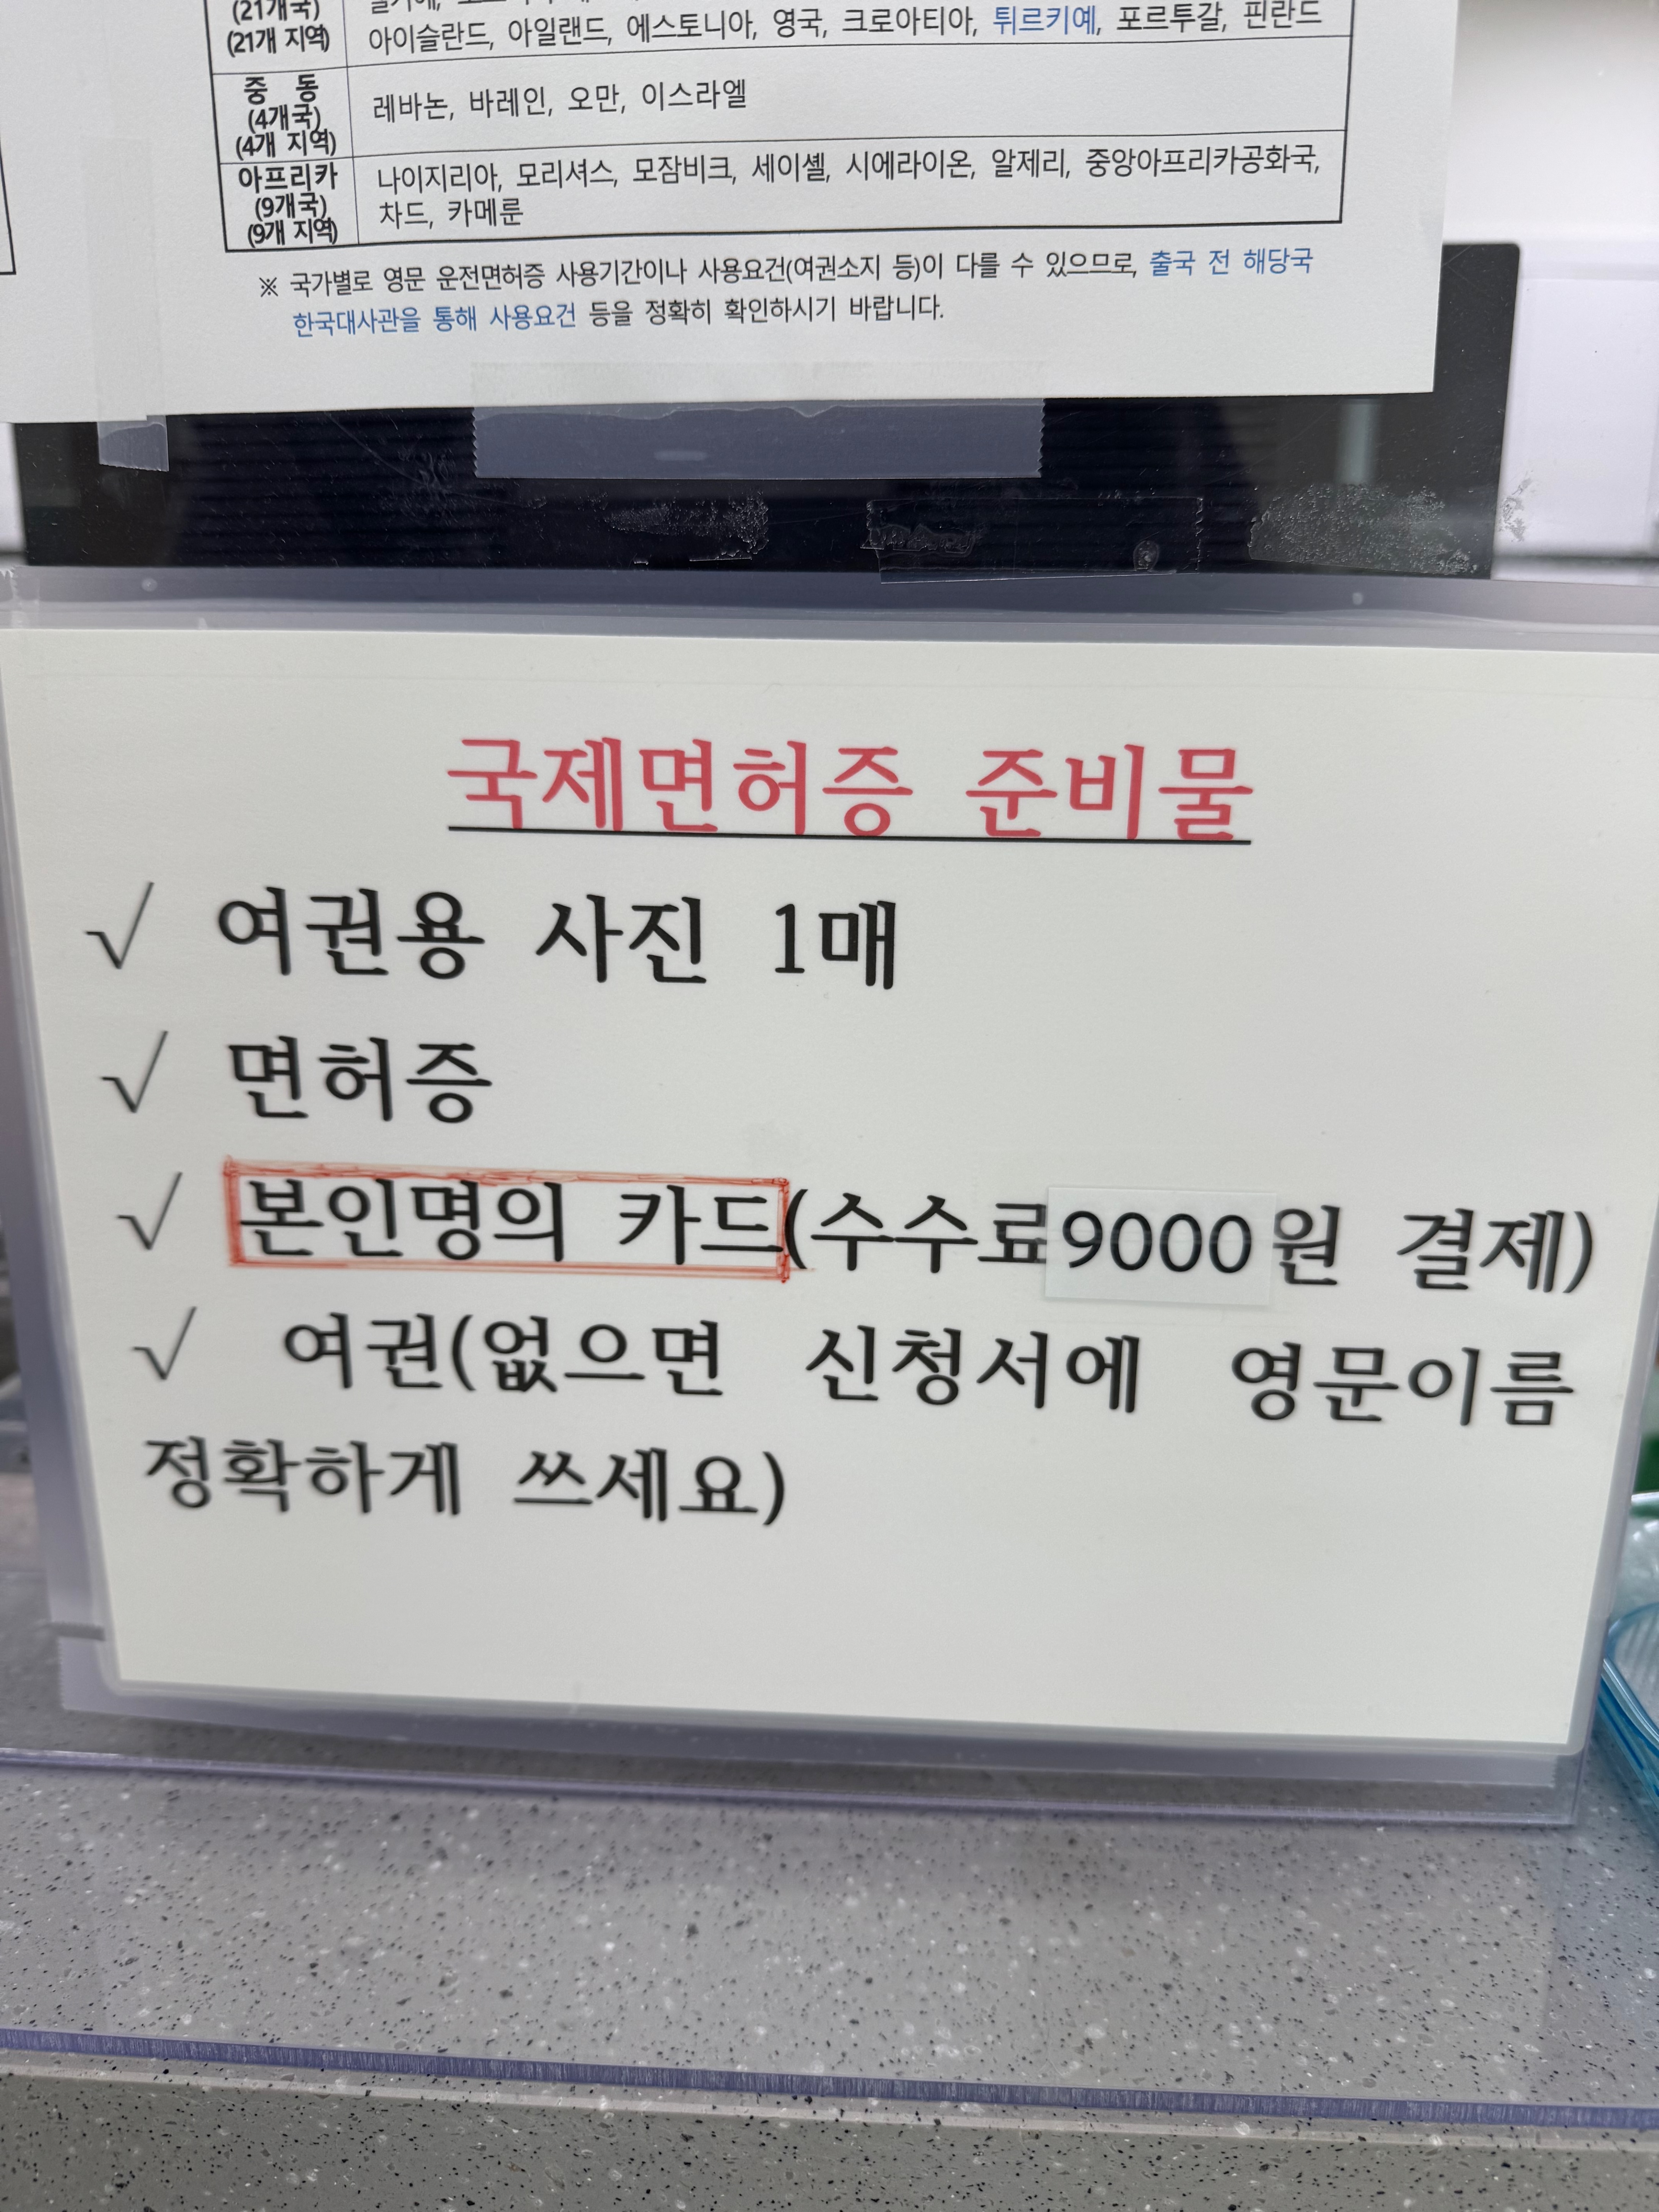 (21개국)
(21개 지역)
아이슬란드, 아일랜드, 에스토니아, 영국, 크로아티아, 튀르키예, 포르투갈, 핀란드
중 동
(4개국)
(4개 지역)
레바논, 바레인, 오만, 이스라엘
아프리카
(9개국)
(9개 지역)
나이지리아, 모리셔스, 모잠비크, 세이셸, 시에라이온, 알제리, 중앙아프리카공화국,
차드, 카메룬
※ 국가별로 영문 운전면허증 사용기간이나 사용요건(여권소지 등)이 다를 수 있으므로, 출국 전 해당국
한국대사관을 통해 사용요건 등을 정확히 확인하시기 바랍니다.
국제면허증 준비물
√ 여권용 사진 1매
√ 면허증
√ 본인명의 카드(수수료9000원 결제)
√ 여권(없으면 신청서에 영문이름
정확하게 쓰세요)